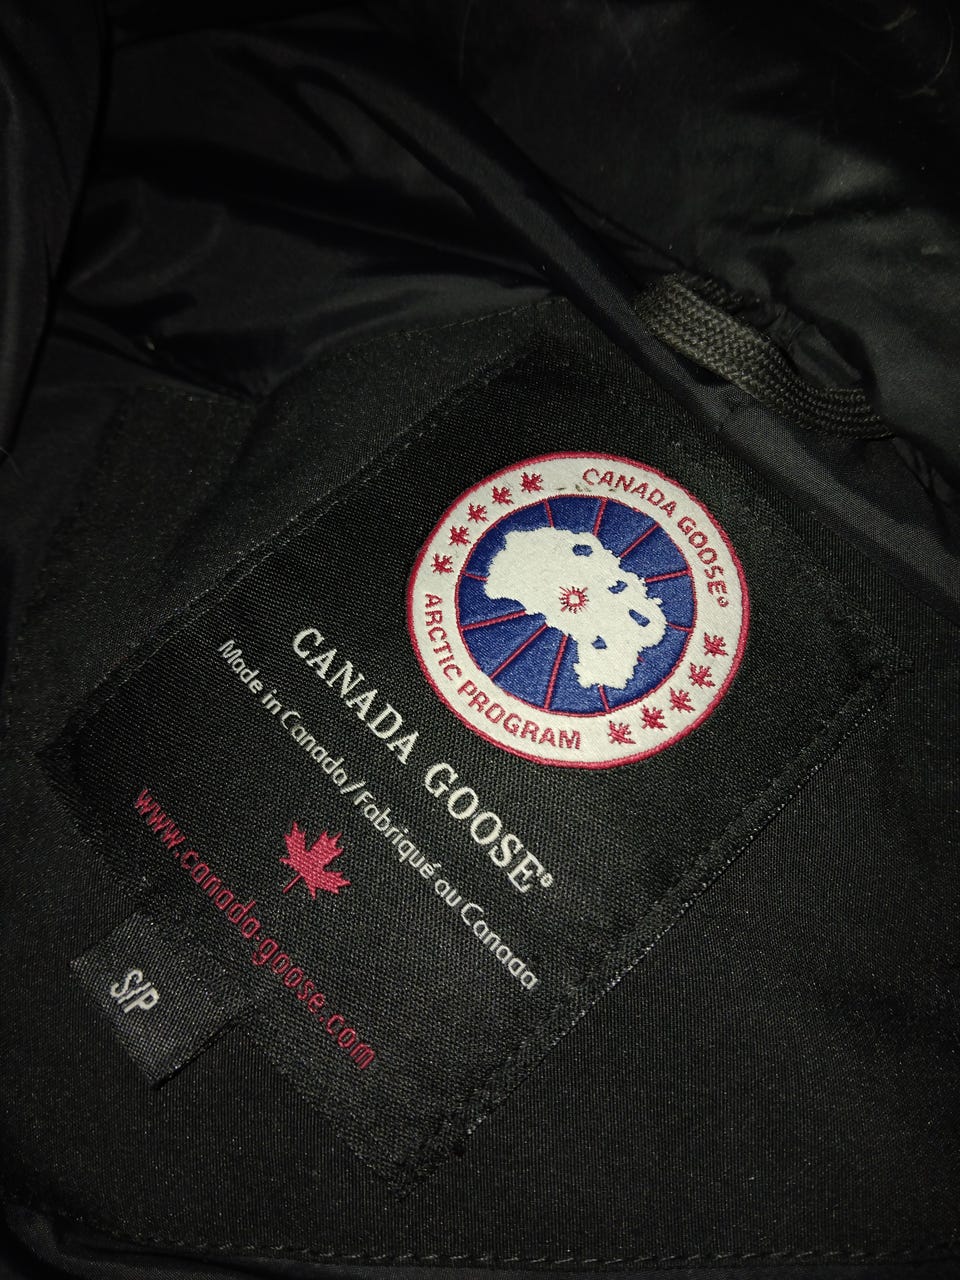 CANADA GOOSE®
ARCTIC PROGRAM
CANADA GOOSE®
Made in Canada/Fabriqué au Canada
www.canada-goose.com
S/P